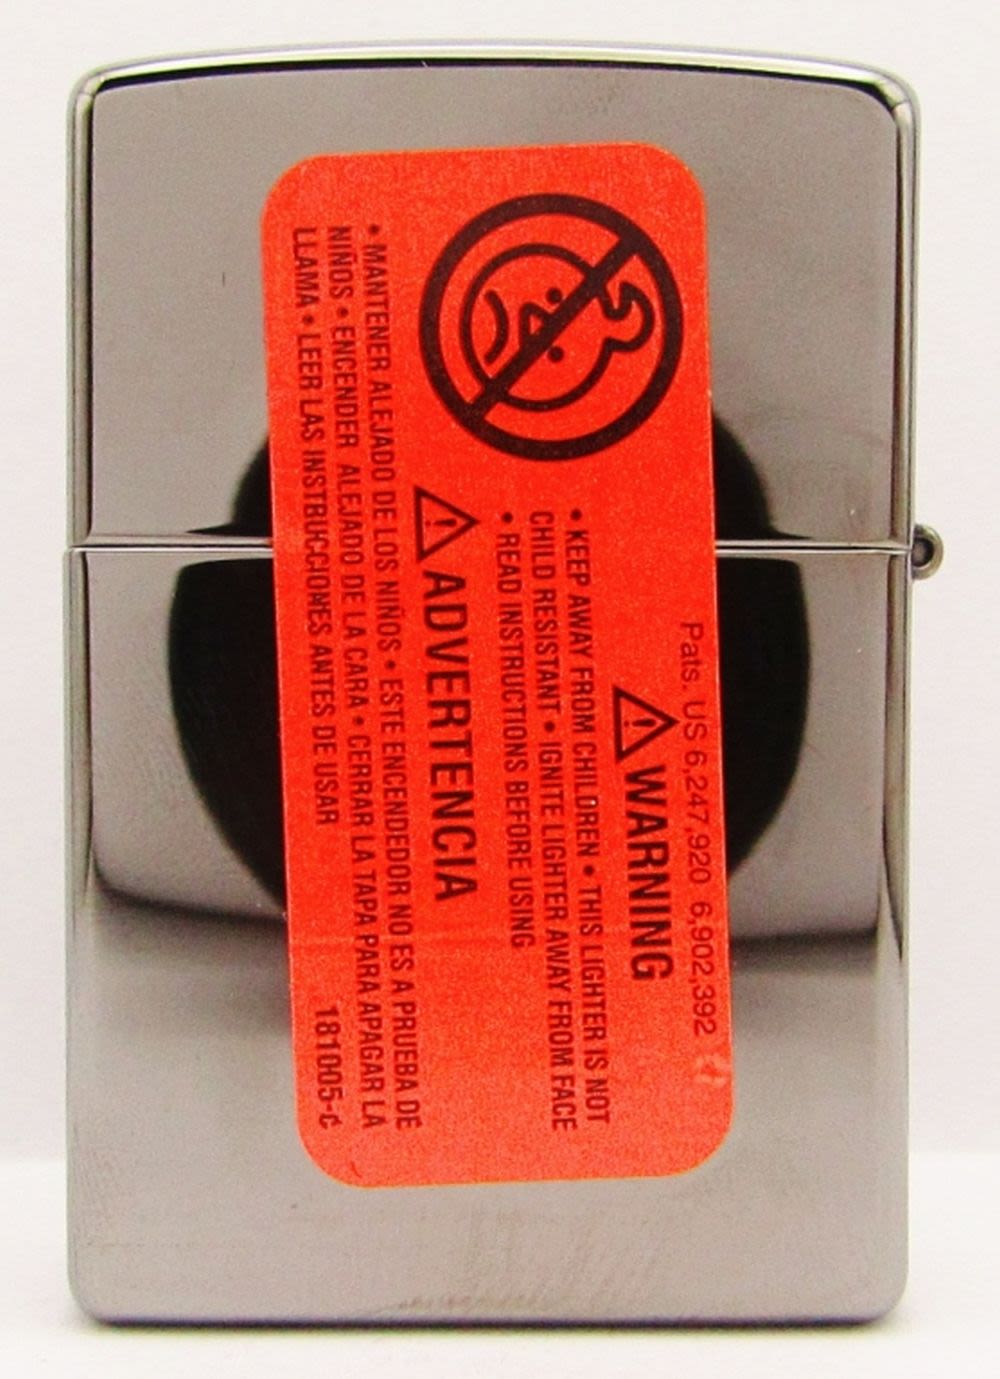 Pats. US 6,247,920 6,902,392
WARNING
• KEEP AWAY FROM CHILDREN • THIS LIGHTER IS NOT
CHILD RESISTANT • IGNITE LIGHTER AWAY FROM FACE
• READ INSTRUCTIONS BEFORE USING
ADVERTENCIA
• MANTENER ALEJADO DE LOS NIÑOS • ESTE ENCENDEDOR NO ES A PRUEBA DE
NIÑOS • ENCENDER ALEJADO DE LA CARA • CERRAR LA TAPA PARA APAGAR LA
LLAMA • LEER LAS INSTRUCCIONES ANTES DE USAR 181005-C